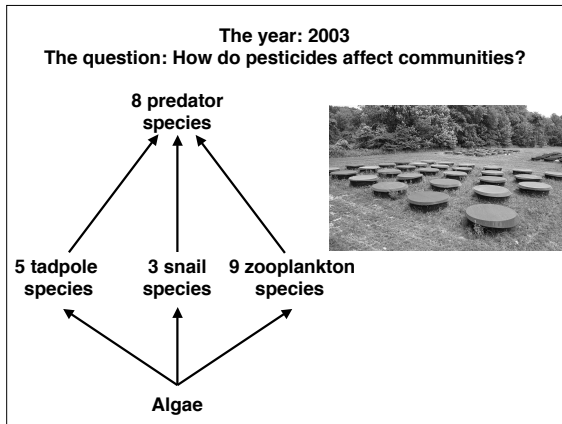 The year: 2003
The question: How do pesticides affect communities?
8 predator
species
5 tadpole
species
3 snail
species
9 zooplankton
species
Algae